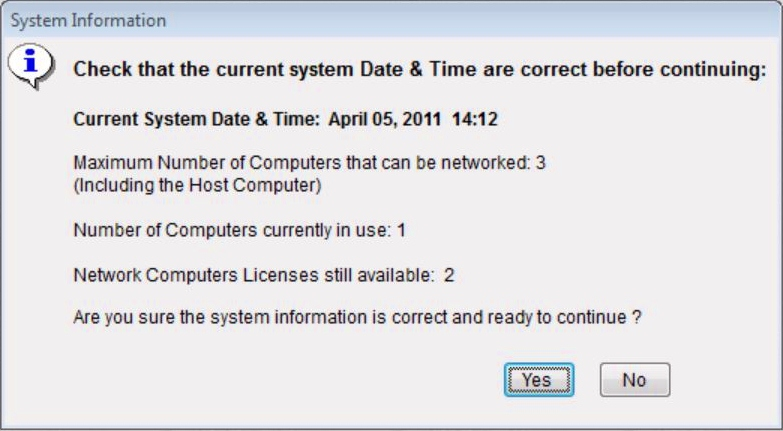 System Information
Check that the current system Date & Time are correct before continuing:
Current System Date & Time: April 05, 2011 14:12
Maximum Number of Computers that can be networked: 3
(Including the Host Computer)
Number of Computers currently in use: 1
Network Computers Licenses still available: 2
Are you sure the system information is correct and ready to continue ?
Yes No